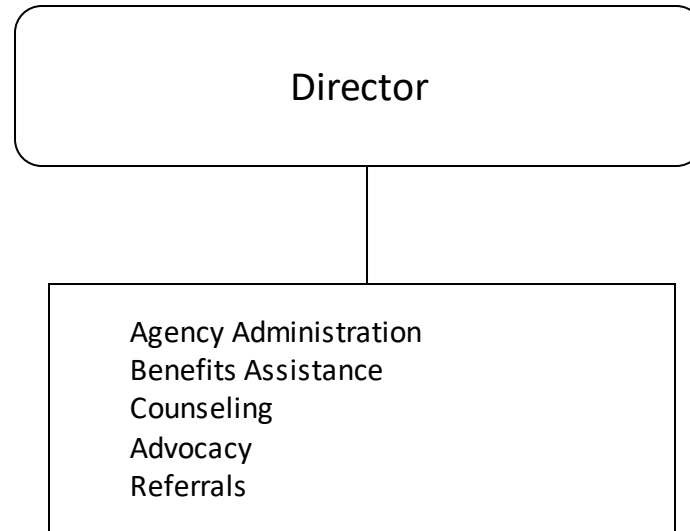 Director
Agency Administration
Benefits Assistance
Counseling
Advocacy
Referrals